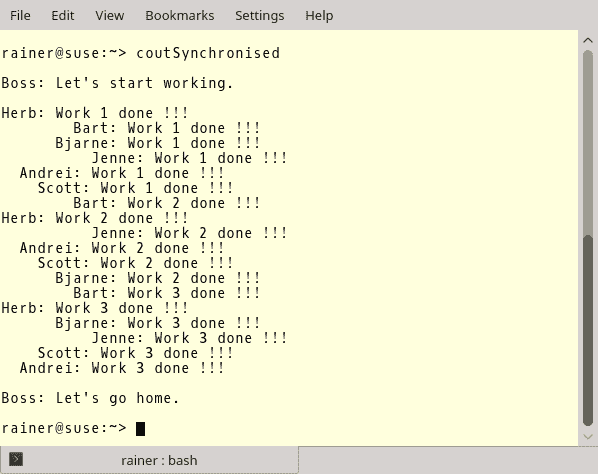 File Edit View Bookmarks Settings Help
rainer@suse:~> coutSynchronised
Boss: Let's start working.
Herb: Work 1 done !!!
Bart: Work 1 done !!!
Bjarne: Work 1 done !!!
Jenne: Work 1 done !!!
Andrei: Work 1 done !!!
Scott: Work 1 done !!!
Bart: Work 2 done !!!
Herb: Work 2 done !!!
Jenne: Work 2 done !!!
Andrei: Work 2 done !!!
Scott: Work 2 done !!!
Bjarne: Work 2 done !!!
Bart: Work 3 done !!!
Herb: Work 3 done !!!
Bjarne: Work 3 done !!!
Jenne: Work 3 done !!!
Scott: Work 3 done !!!
Andrei: Work 3 done !!!
Boss: Let's go home.
rainer@suse:~>
rainer : bash